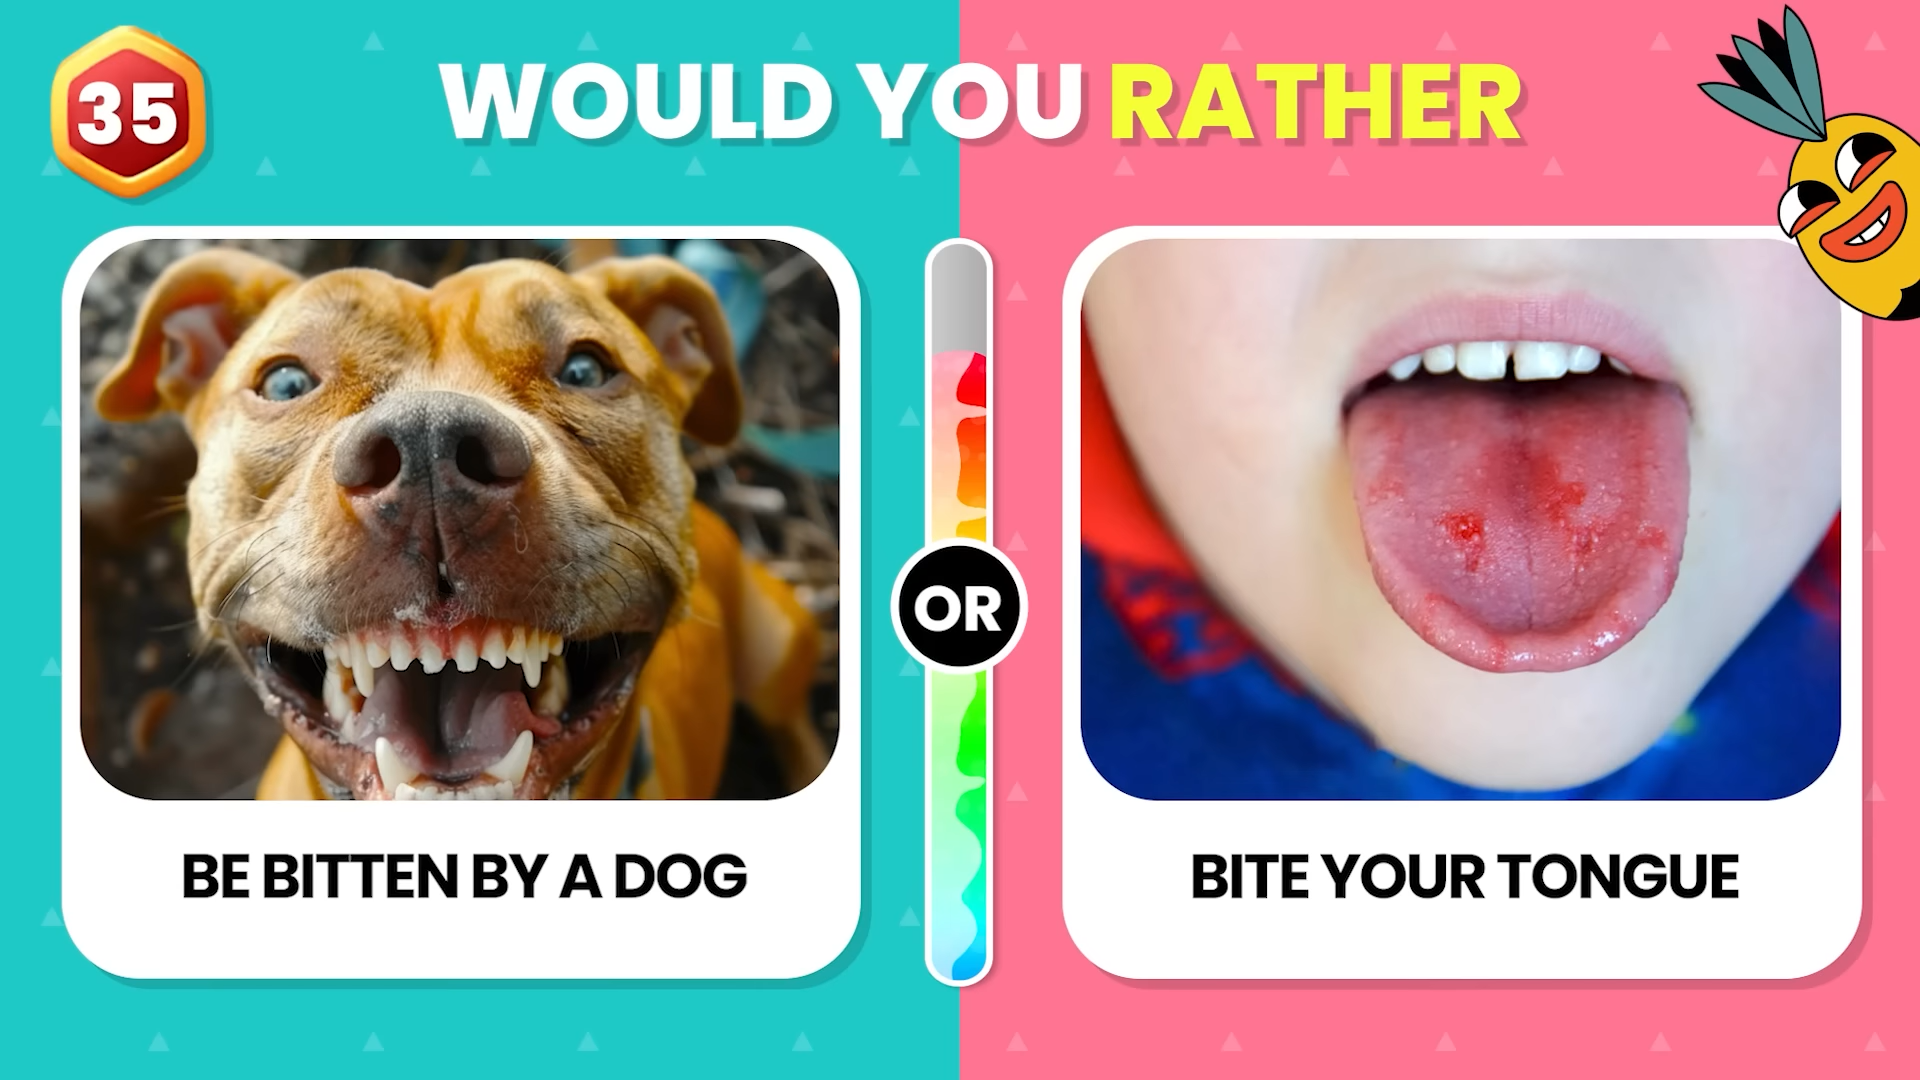 35
WOULD YOU RATHER
OR
BE BITTEN BY A DOG
BITE YOUR TONGUE